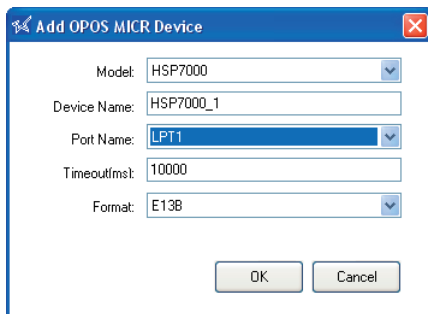 Add OPOS MICR Device
Model: HSP7000
Device Name: HSP7000_1
Port Name: LPT1
Timeout(ms): 10000
Format: E13B
OK Cancel